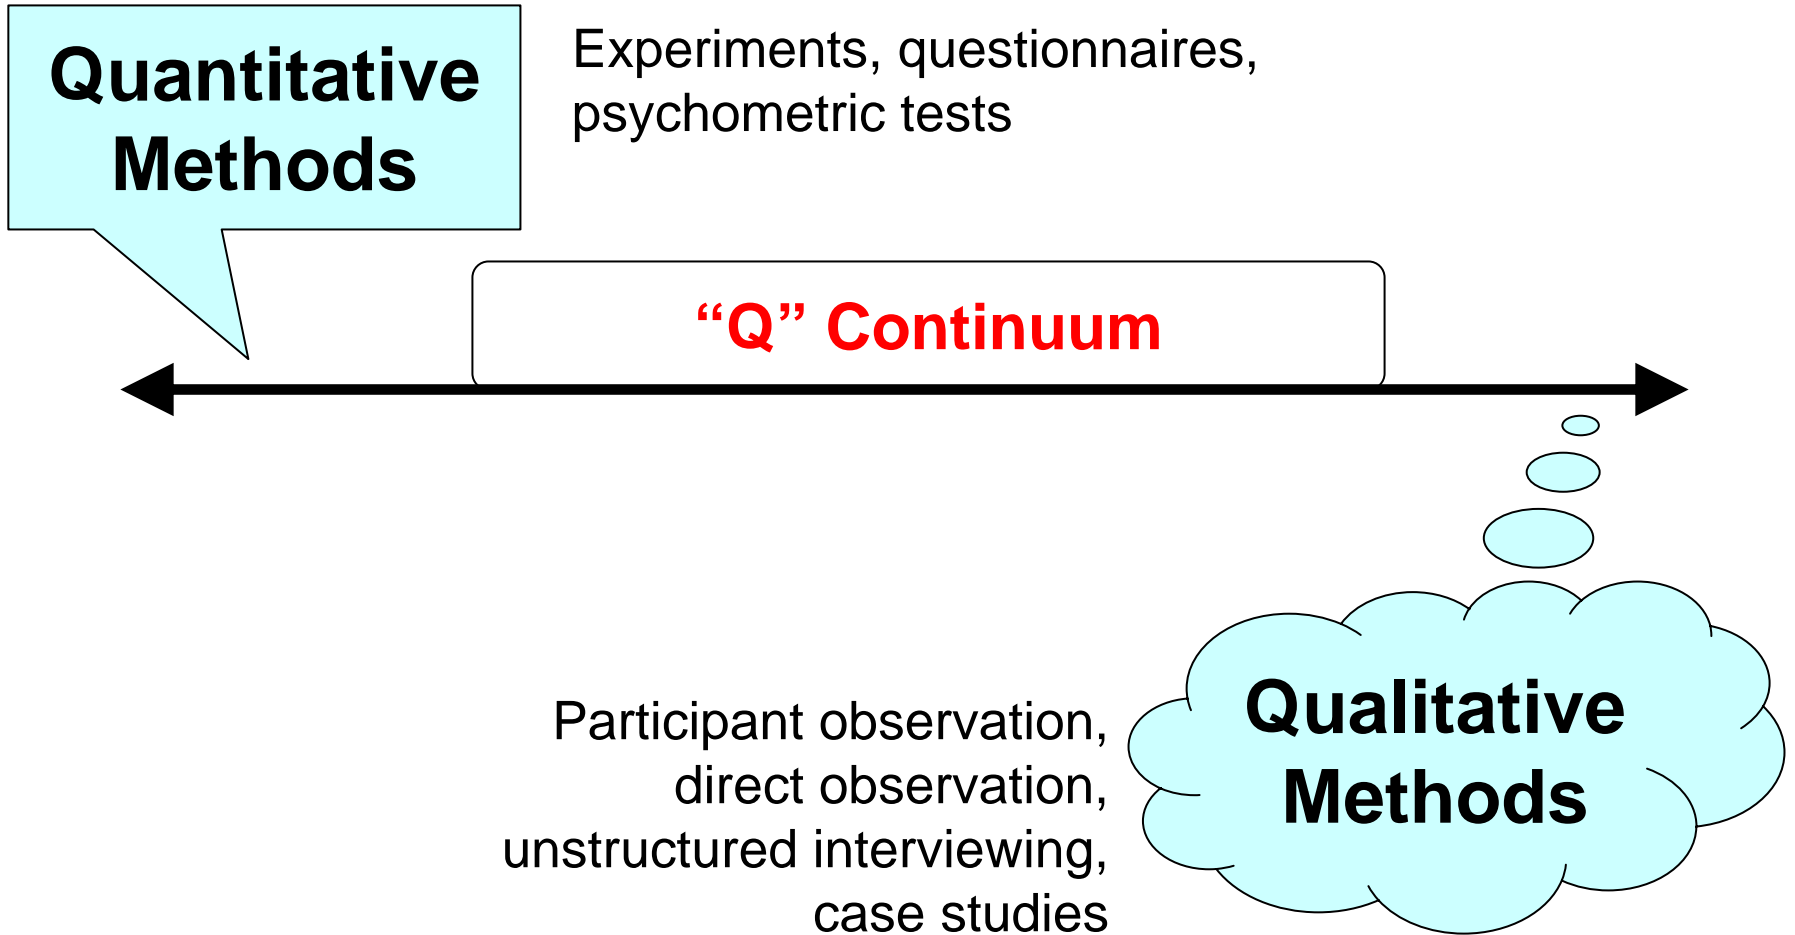 Quantitative
Methods
Experiments, questionnaires,
psychometric tests
“Q” Continuum
Participant observation,
direct observation,
unstructured interviewing,
case studies
Qualitative
Methods